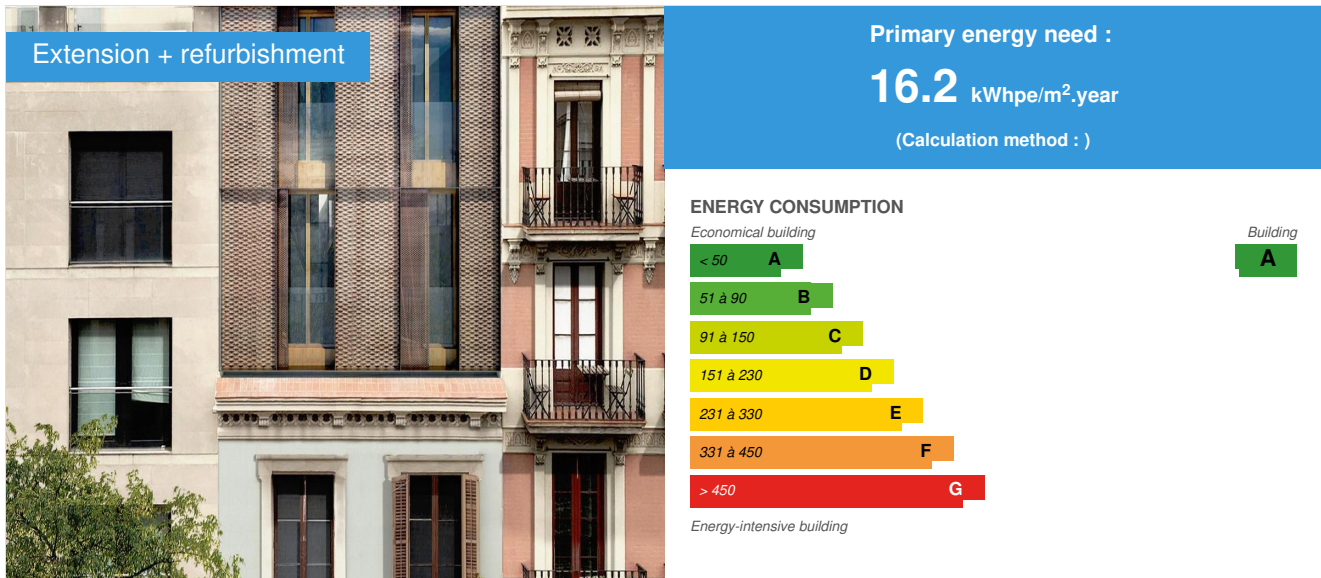 Extension + refurbishment
Primary energy need :
16.2 kWhpe/m².year
(Calculation method : )
ENERGY CONSUMPTION
Economical building
Building
< 50 A
A
51 à 90 B
91 à 150 C
151 à 230 D
231 à 330 E
331 à 450 F
> 450 G
Energy-intensive building